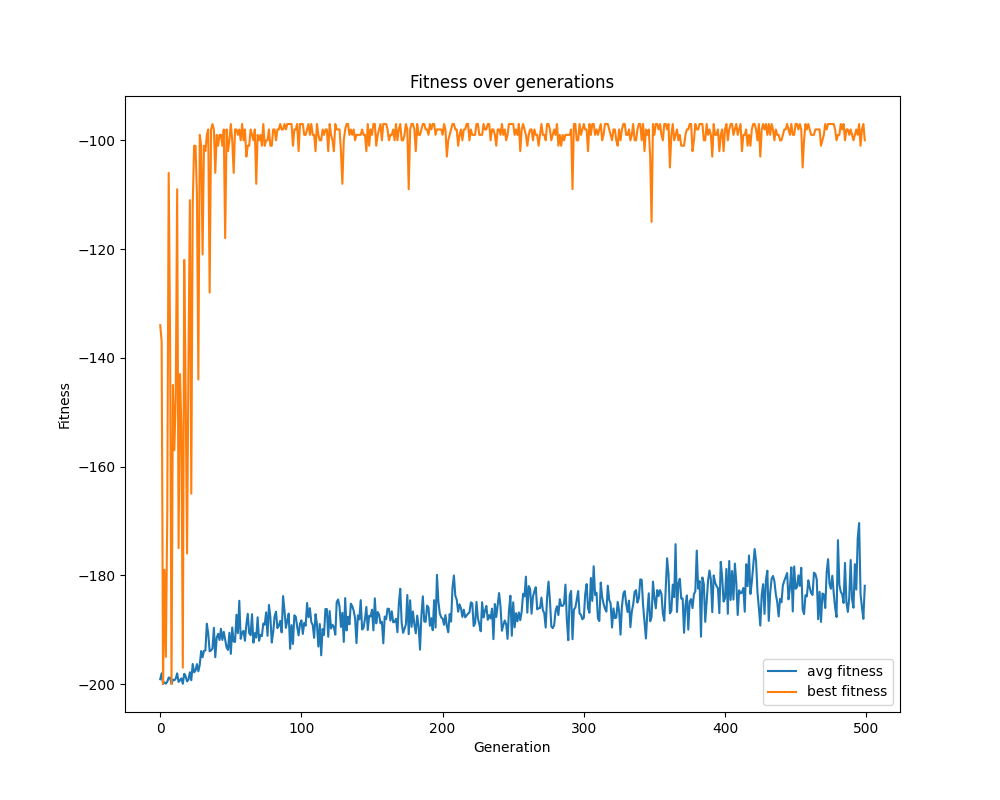 Fitness over generations
Fitness
−100
−120
−140
−160
−180
−200
0 100 200 300 400 500
Generation
avg fitness
best fitness